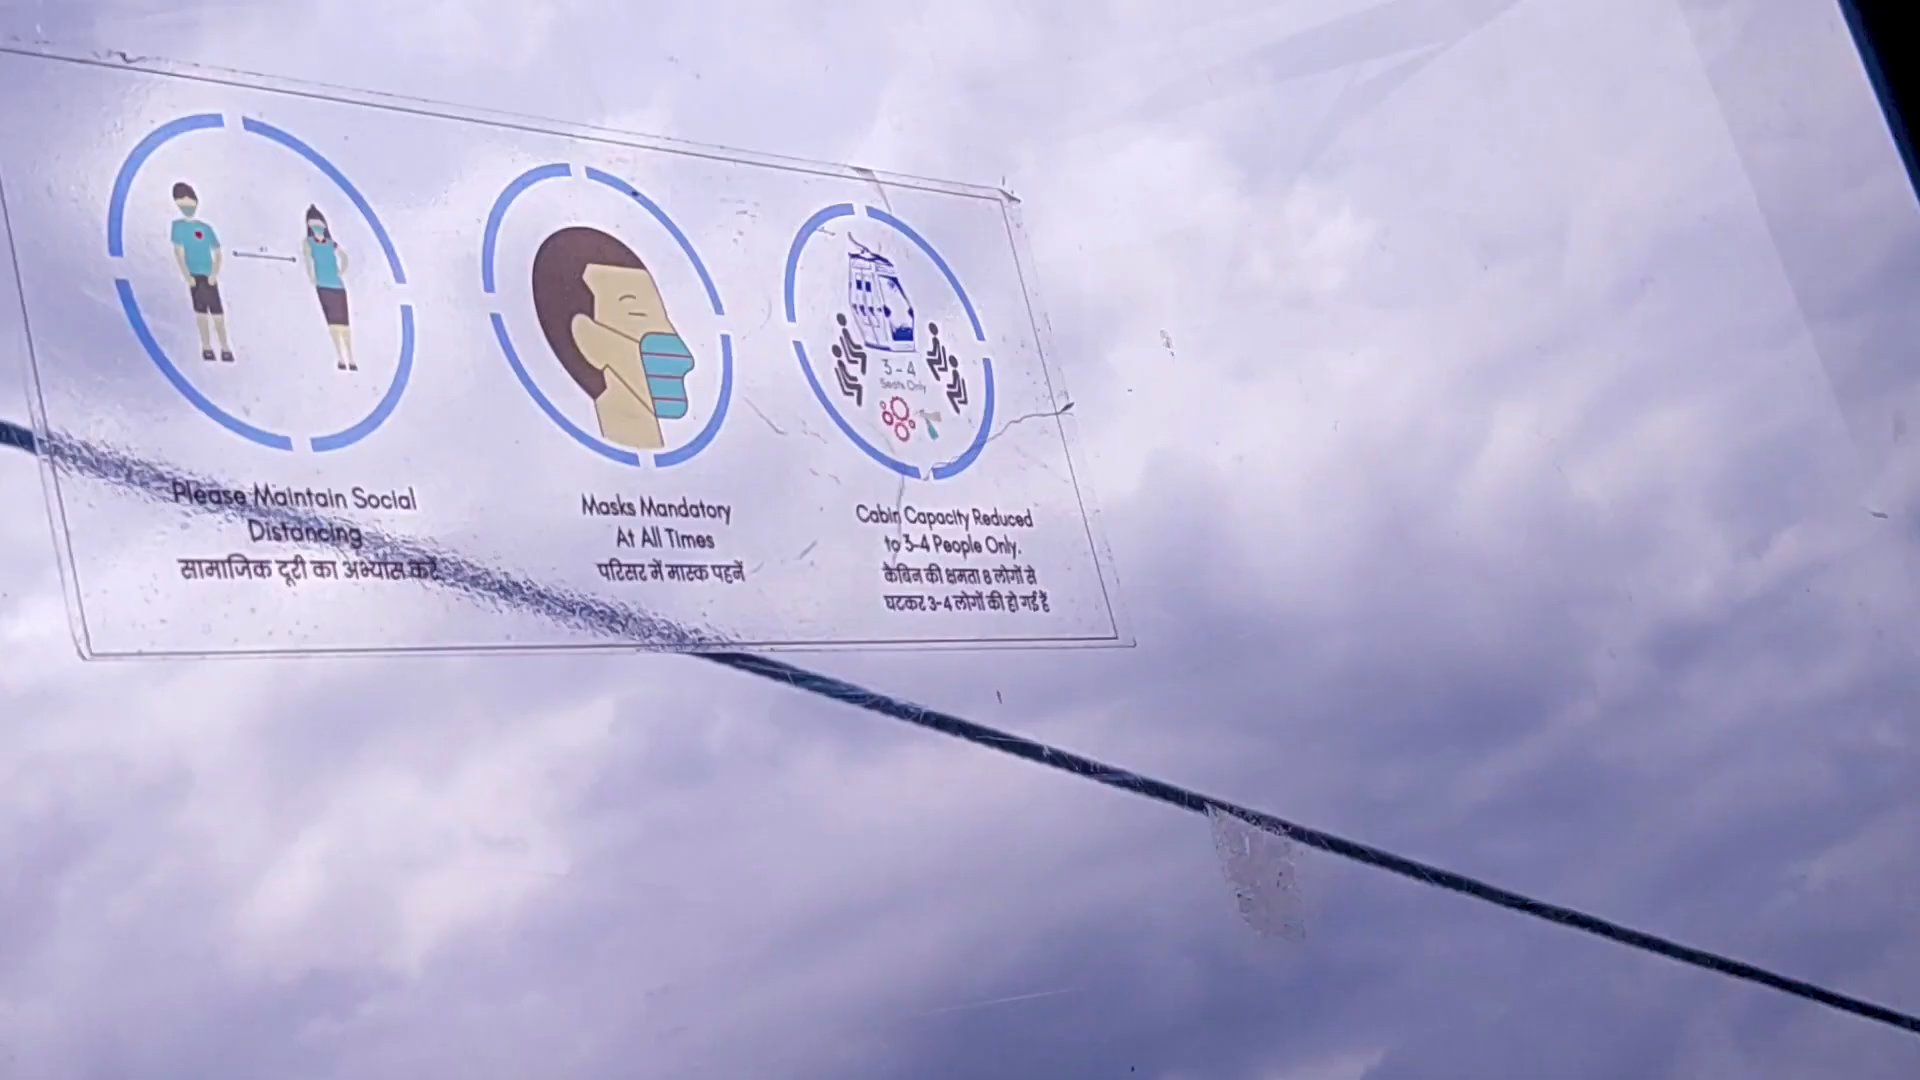 3 - 4
Seats Only
Please Maintain Social
Distancing
सामाजिक दूरी का अभ्यास करें
Masks Mandatory
At All Times
परिसर में मास्क पहनें
Cabin Capacity Reduced
to 3-4 People Only.
कैबिन की क्षमता 8 लोगों से
घटकर 3-4 लोगों की हो गई हैं